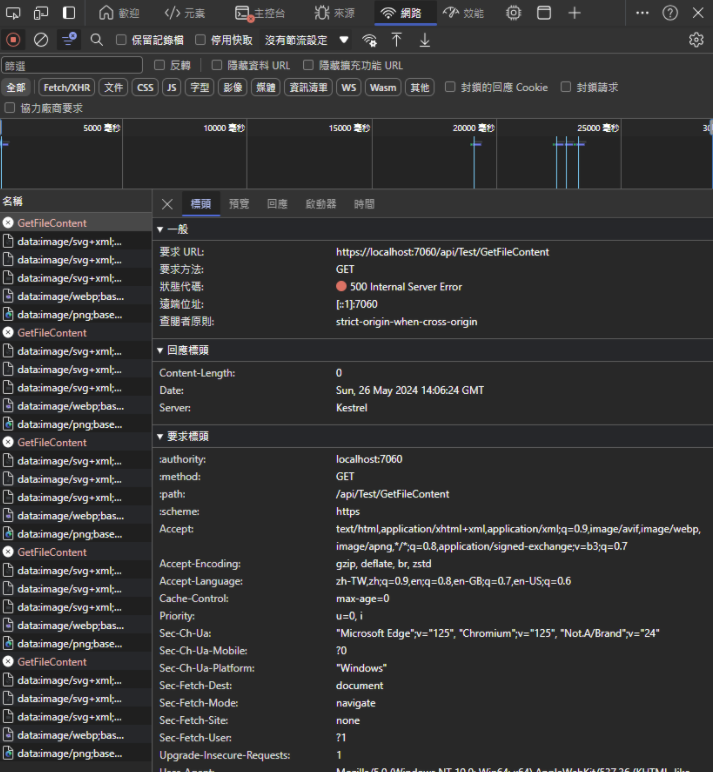 歡迎 元素 主控台 來源 網路 效能
保留記錄檔 停用快取 沒有節流設定
篩選 反轉 隱藏資料 URL 隱藏擴充功能 URL
全部 Fetch/XHR 文件 CSS JS 字型 影像 媒體 資訊清單 WS Wasm 其他 封鎖的回應 Cookie 封鎖請求
協力廠商要求
5000 毫秒 10000 毫秒 15000 毫秒 20000 毫秒 25000 毫秒
名稱
GetFileContent
data:image/svg+xml;...
data:image/svg+xml;...
data:image/svg+xml;...
data:image/webp;bas...
data:image/png;base...
GetFileContent
data:image/svg+xml;...
data:image/svg+xml;...
data:image/svg+xml;...
data:image/webp;bas...
data:image/png;base...
GetFileContent
data:image/svg+xml;...
data:image/svg+xml;...
data:image/svg+xml;...
data:image/webp;bas...
data:image/png;base...
GetFileContent
data:image/svg+xml;...
data:image/svg+xml;...
data:image/svg+xml;...
data:image/webp;bas...
data:image/png;base...
GetFileContent
data:image/svg+xml;...
data:image/svg+xml;...
data:image/svg+xml;...
data:image/webp;bas...
data:image/png;base...
標頭 預覽 回應 啟動器 時間
一般
要求 URL: https://localhost:7060/api/Test/GetFileContent
要求方法: GET
狀態代碼: 500 Internal Server Error
遠端位址: [::1]:7060
查閱者原則: strict-origin-when-cross-origin
回應標頭
Content-Length: 0
Date: Sun, 26 May 2024 14:06:24 GMT
Server: Kestrel
要求標頭
:authority: localhost:7060
:method: GET
:path: /api/Test/GetFileContent
:scheme: https
Accept: text/html,application/xhtml+xml,application/xml;q=0.9,image/avif,image/webp,
image/apng,*/*;q=0.8,application/signed-exchange;v=b3;q=0.7
Accept-Encoding: gzip, deflate, br, zstd
Accept-Language: zh-TW,zh;q=0.9,en;q=0.8,en-GB;q=0.7,en-US;q=0.6
Cache-Control: max-age=0
Priority: u=0, i
Sec-Ch-Ua: "Microsoft Edge";v="125", "Chromium";v="125", "Not.A/Brand";v="24"
Sec-Ch-Ua-Mobile: ?0
Sec-Ch-Ua-Platform: "Windows"
Sec-Fetch-Dest: document
Sec-Fetch-Mode: navigate
Sec-Fetch-Site: none
Sec-Fetch-User: ?1
Upgrade-Insecure-Requests: 1